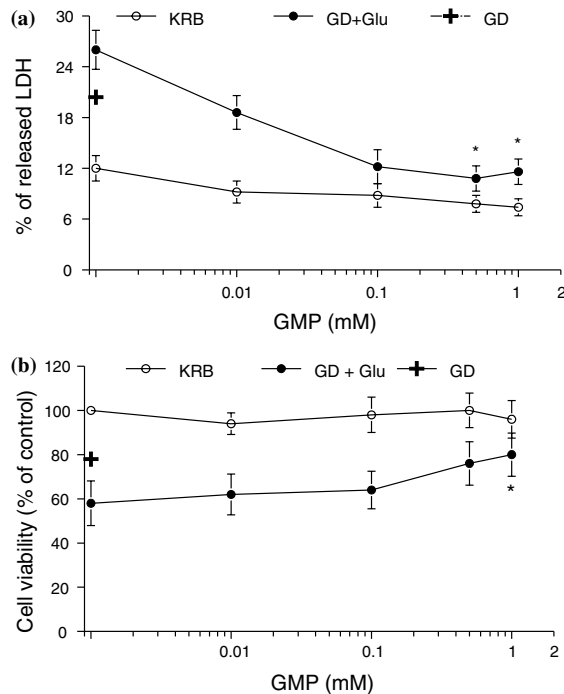 (a)
KRB GD+Glu GD
% of released LDH
30
24
18
12
6
0
* *
0.01 0.1 1 2
GMP (mM)
(b)
KRB GD + Glu GD
Cell viability (% of control)
120
100
80
60
40
20
0
*
0.01 0.1 1 2
GMP (mM)